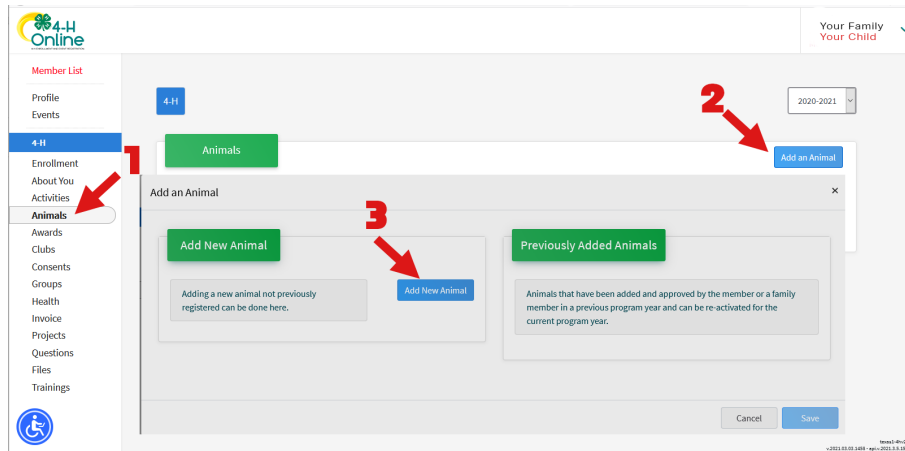 4-H
Online
Your Family
Your Child
Member List
Profile
Events
4-H
Enrollment
About You
Activities
Animals
Awards
Clubs
Consents
Groups
Health
Invoice
Projects
Questions
Files
Trainings
1
4-H
2
2020-2021
Animals
Add an Animal
Add an Animal
×
3
Add New Animal
Adding a new animal not previously
registered can be done here.
Add New Animal
Previously Added Animals
Animals that have been added and approved by the member or a family
member in a previous program year and can be re-activated for the
current program year.
Cancel
Save